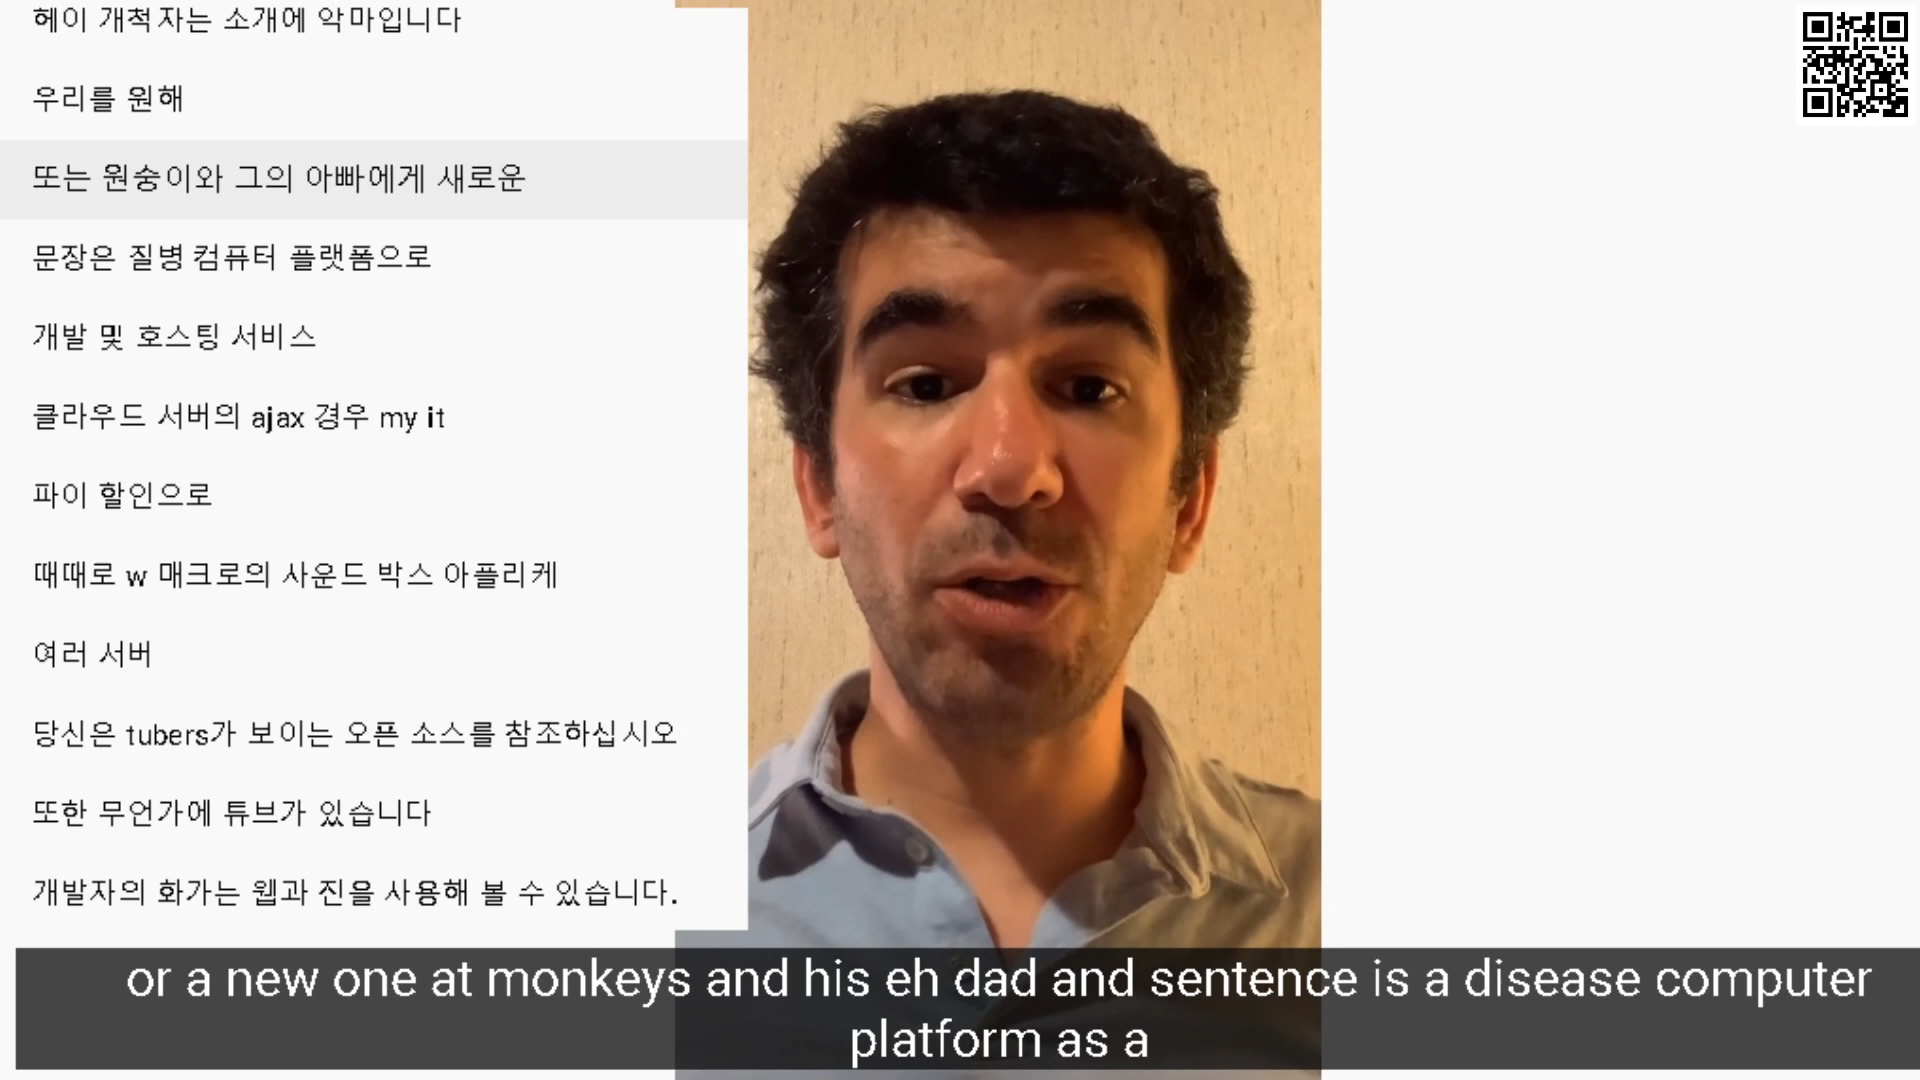 헤이 개척자는 소개에 악마입니다
우리를 원해
또는 원숭이와 그의 아빠에게 새로운
문장은 질병 컴퓨터 플랫폼으로
개발 및 호스팅 서비스
클라우드 서버의 ajax 경우 my it
파이 할인으로
때때로 w 매크로의 사운드 박스 아플리케
여러 서버
당신은 tubers가 보이는 오픈 소스를 참조하십시오
또한 무언가에 튜브가 있습니다
개발자의 화가는 웹과 진을 사용해 볼 수 있습니다.
or a new one at monkeys and his eh dad and sentence is a disease computer
platform as a